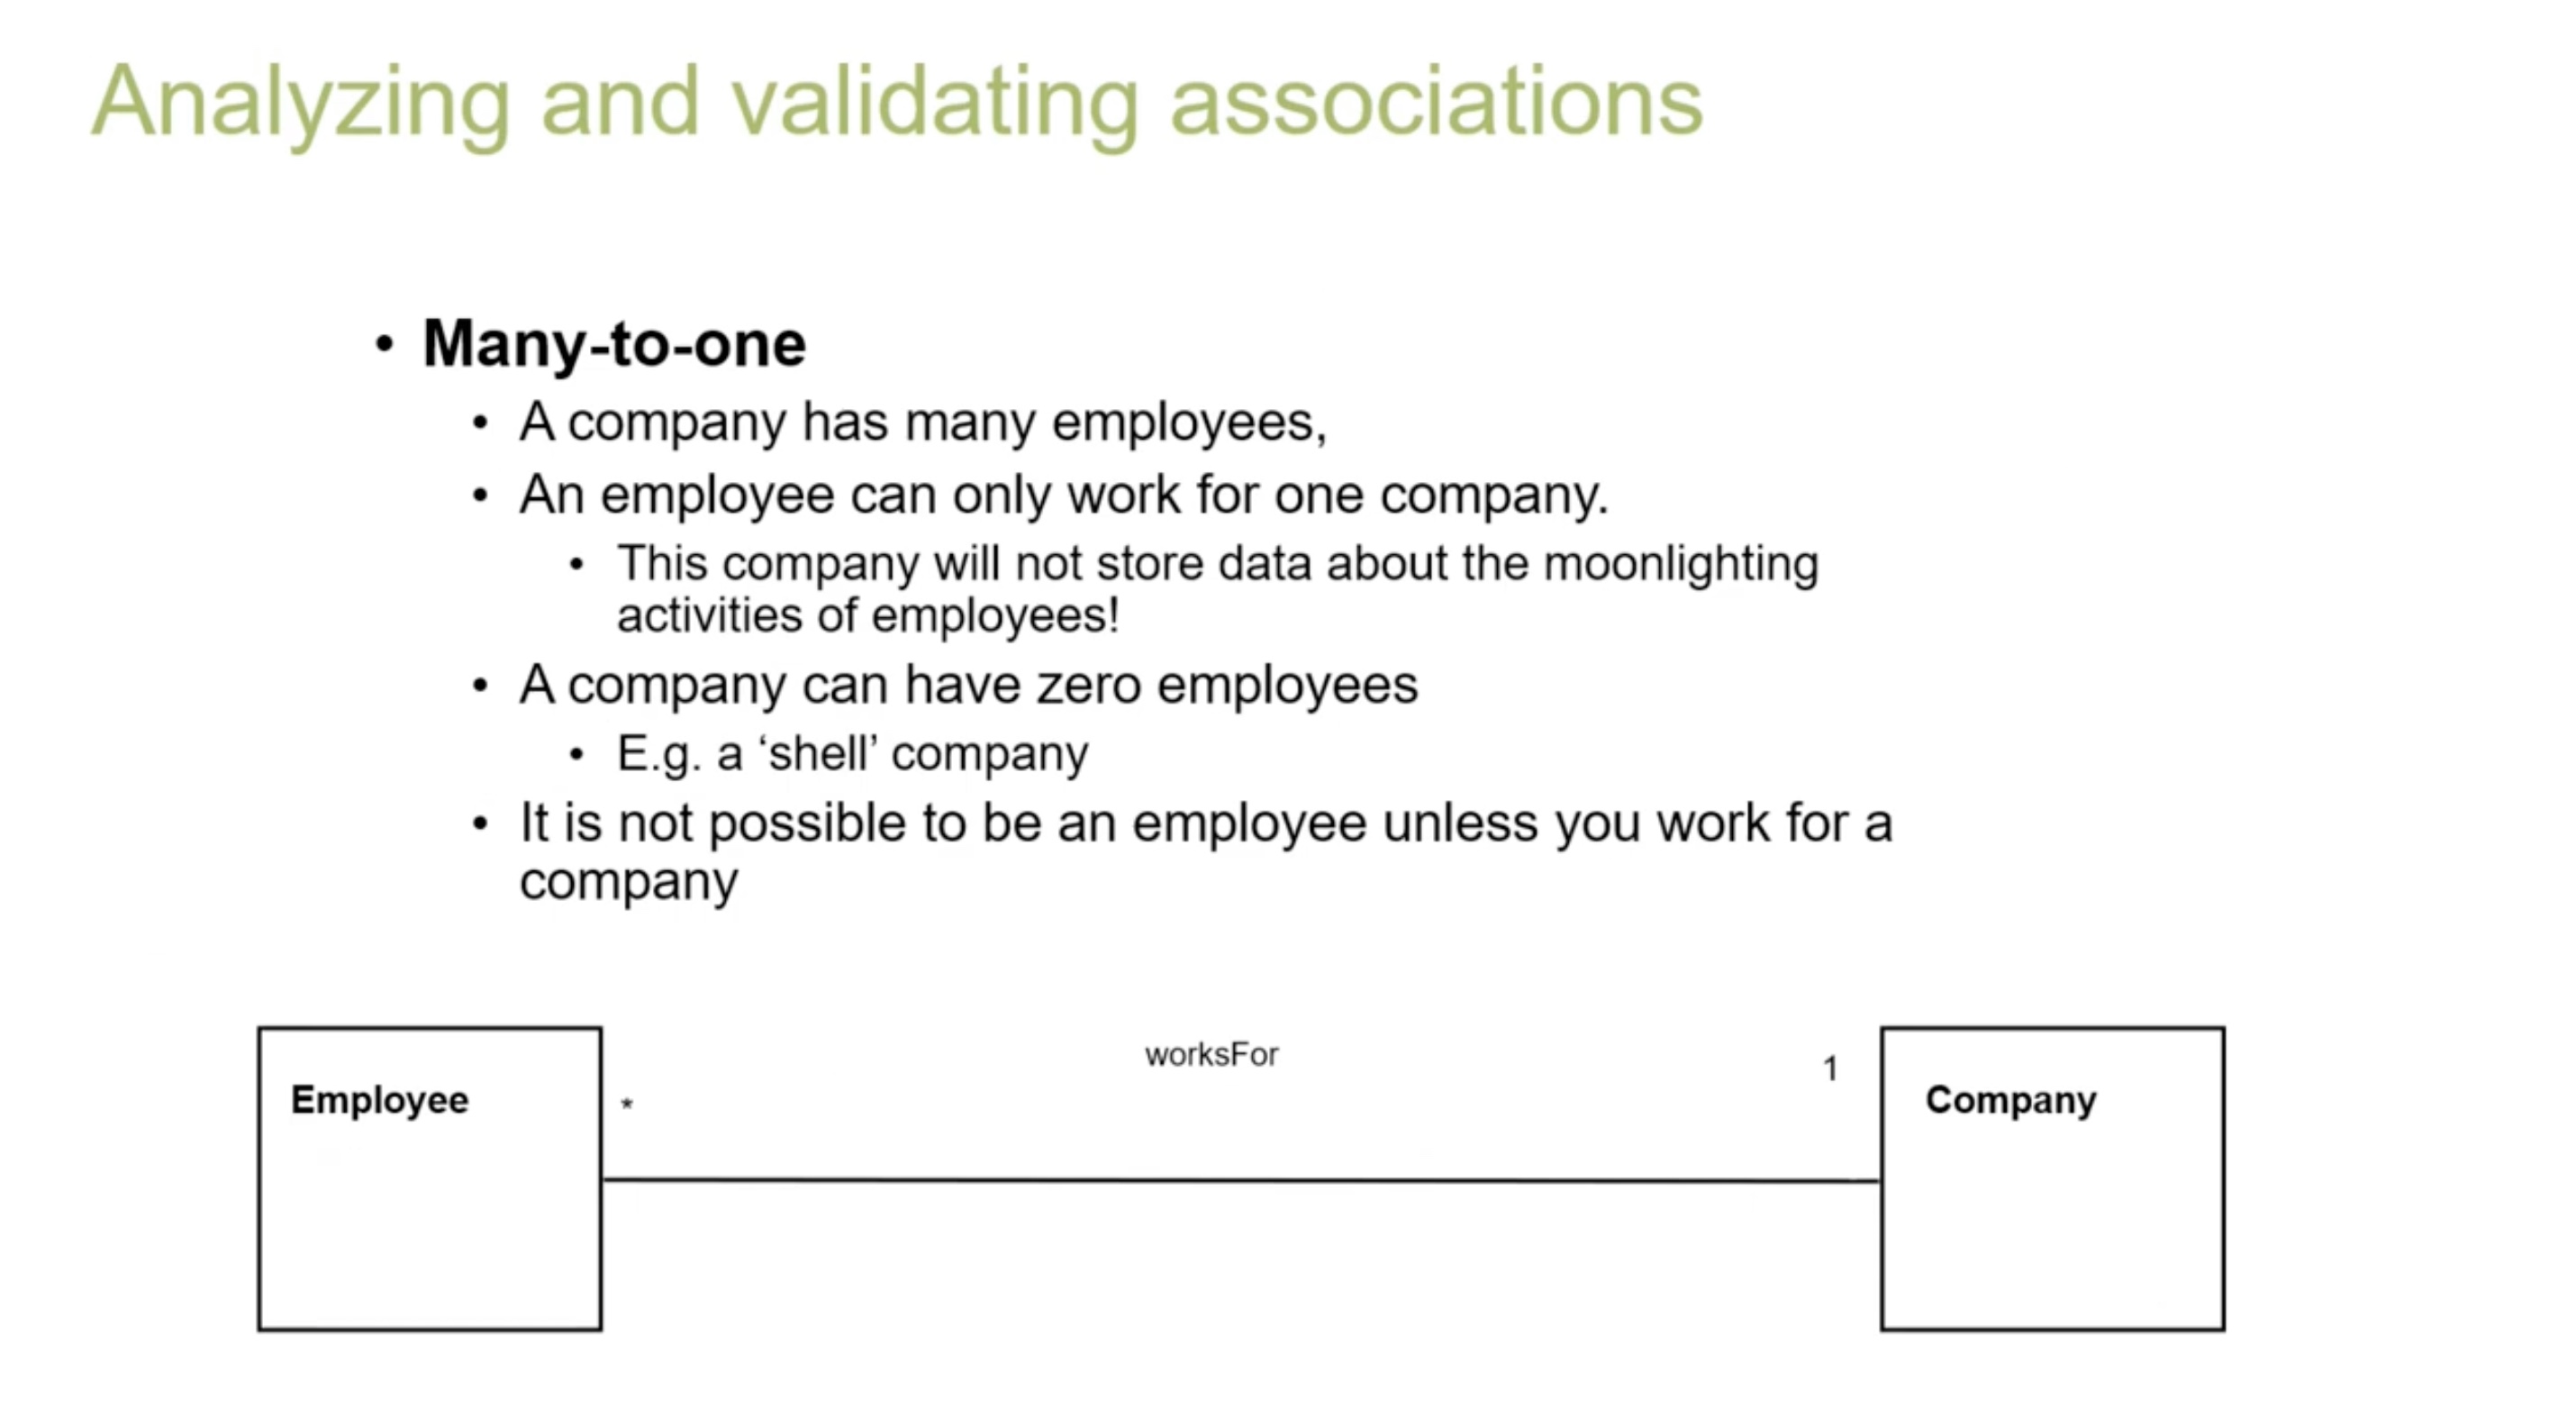 Analyzing and validating associations
• Many-to-one
• A company has many employees,
• An employee can only work for one company.
• This company will not store data about the moonlighting
activities of employees!
• A company can have zero employees
• E.g. a ‘shell’ company
• It is not possible to be an employee unless you work for a
company
worksFor
1
Employee
*
Company